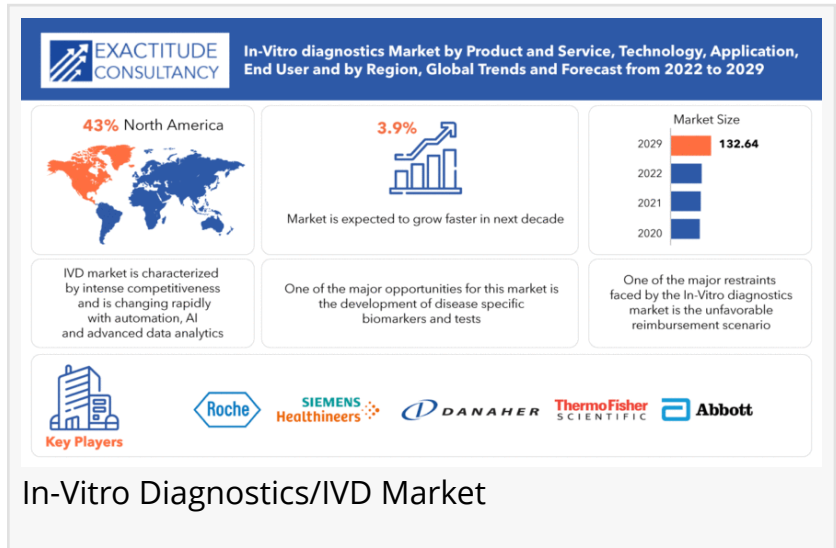 EXACTITUDE
CONSULTANCY
In-Vitro diagnostics Market by Product and Service, Technology, Application,
End User and by Region, Global Trends and Forecast from 2022 to 2029
43% North America
3.9%
Market is expected to grow faster in next decade
Market Size
2029 132.64
2022
2021
2020
IVD market is characterized
by intense competitiveness
and is changing rapidly
with automation, AI
and advanced data analytics
One of the major opportunities for this market is
the development of disease specific
biomarkers and tests
One of the major restraints
faced by the In-Vitro diagnostics
market is the unfavorable
reimbursement scenario
Key Players
Roche
SIEMENS
Healthineers
DANAHER
ThermoFisher
SCIENTIFIC
Abbott
In-Vitro Diagnostics/IVD Market